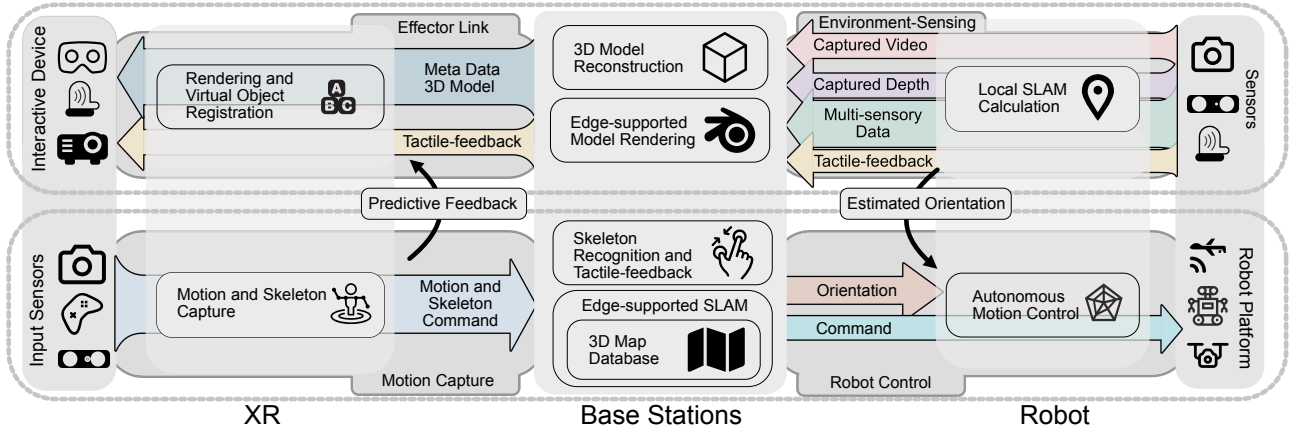 Effector Link
Environment-Sensing
Interactive Device
Rendering and
Virtual Object
Registration
A
B C
Meta Data
3D Model
Tactile-feedback
3D Model
Reconstruction
Edge-supported
Model Rendering
Captured Video
Captured Depth
Multi-sensory
Data
Tactile-feedback
Local SLAM
Calculation
Sensors
Predictive Feedback
Estimated Orientation
Input Sensors
Motion and Skeleton
Capture
Motion and
Skeleton
Command
Motion Capture
Skeleton
Recognition and
Tactile-feedback
Edge-supported SLAM
3D Map
Database
Orientation
Command
Autonomous
Motion Control
Robot Control
Robot Platform
XR
Base Stations
Robot